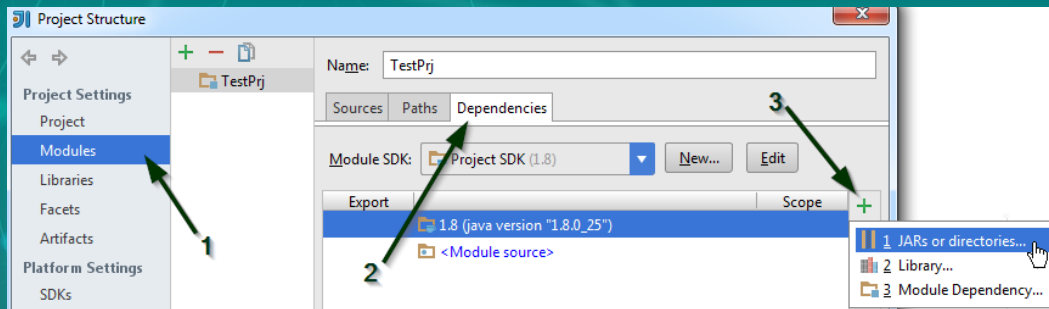 Project Structure
Project Settings
Project
Modules
Libraries
Facets
Artifacts
Platform Settings
SDKs
TestPrj
Name: TestPrj
Sources Paths Dependencies
Module SDK: Project SDK (1.8) New... Edit
Export Scope
1.8 (java version "1.8.0_25")
<Module source>
1 JARs or directories...
2 Library...
3 Module Dependency...
1
2
3